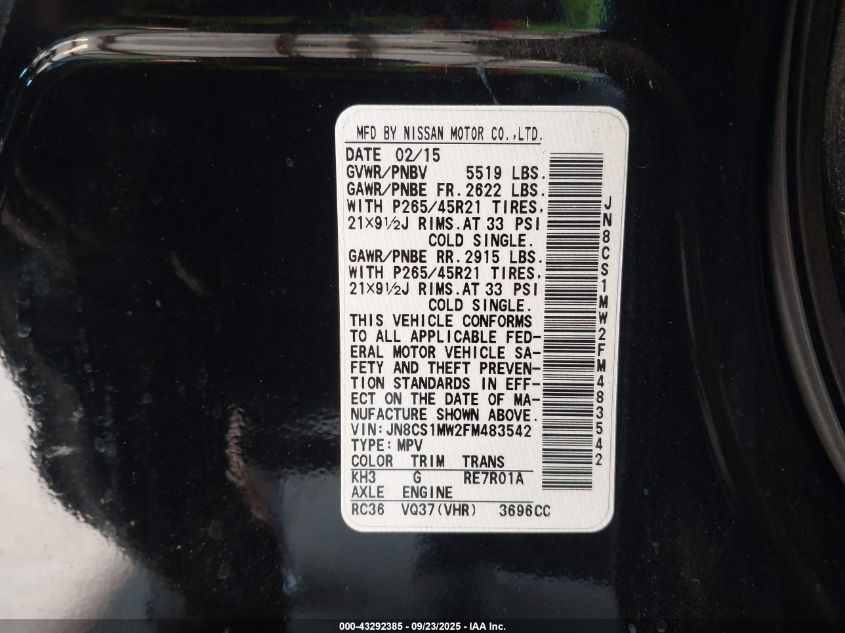 MFD BY NISSAN MOTOR CO.,LTD.
DATE 02/15
GVWR/PNBV 5519 LBS.
GAWR/PNBE FR.2622 LBS.
WITH P265/45R21 TIRES,
21×9½J RIMS.AT 33 PSI
COLD SINGLE.
GAWR/PNBE RR.2915 LBS.
WITH P265/45R21 TIRES,
21×9½J RIMS.AT 33 PSI
COLD SINGLE.
THIS VEHICLE CONFORMS
TO ALL APPLICABLE FED-
ERAL MOTOR VEHICLE SA-
FETY AND THEFT PREVEN-
TION STANDARDS IN EFF-
ECT ON THE DATE OF MA-
NUFACTURE SHOWN ABOVE.
VIN:JN8CS1MW2FM483542
TYPE:MPV
COLOR TRIM TRANS
KH3 G RE7R01A
AXLE ENGINE
RC36 VQ37(VHR) 3696CC
JN8CS1MW2FM483542
000-43292385 - 09/23/2025 - IAA Inc.